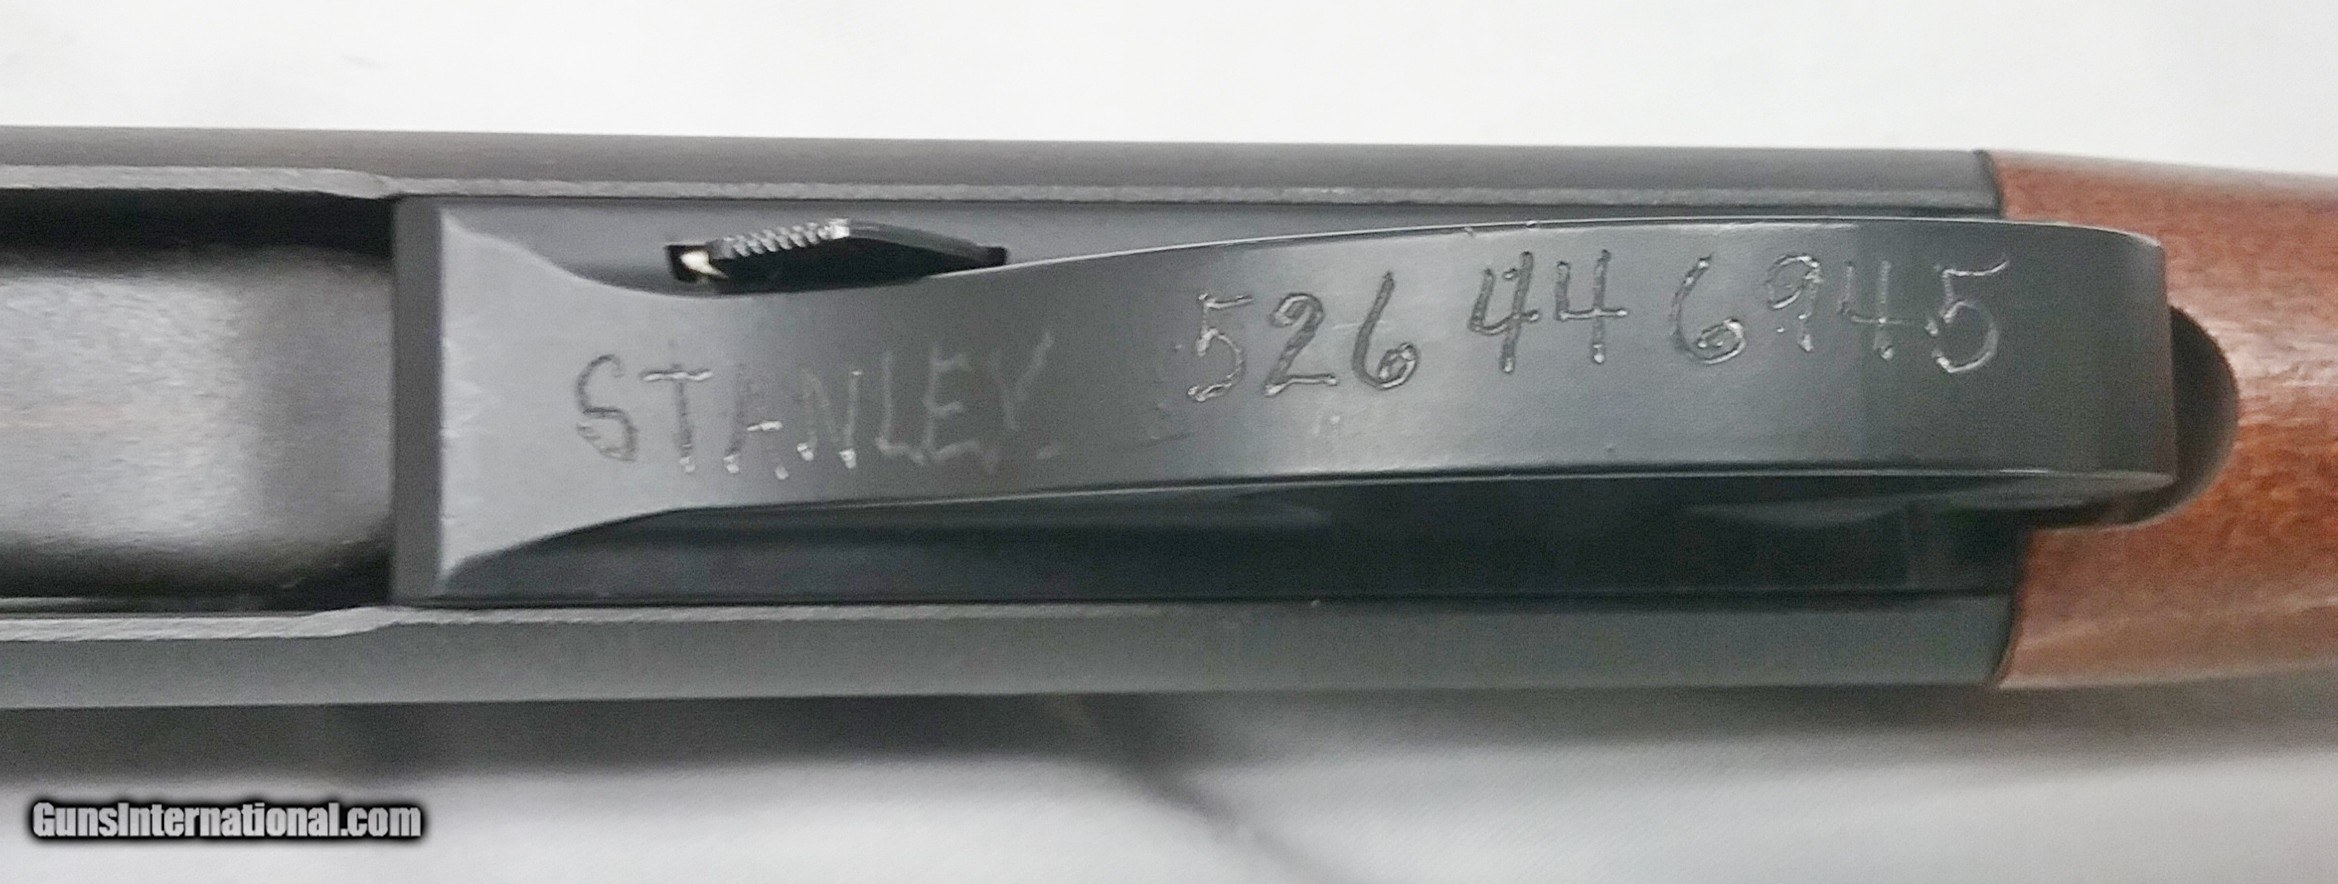 STANLEY 526 44 6945
GunsInternational.com